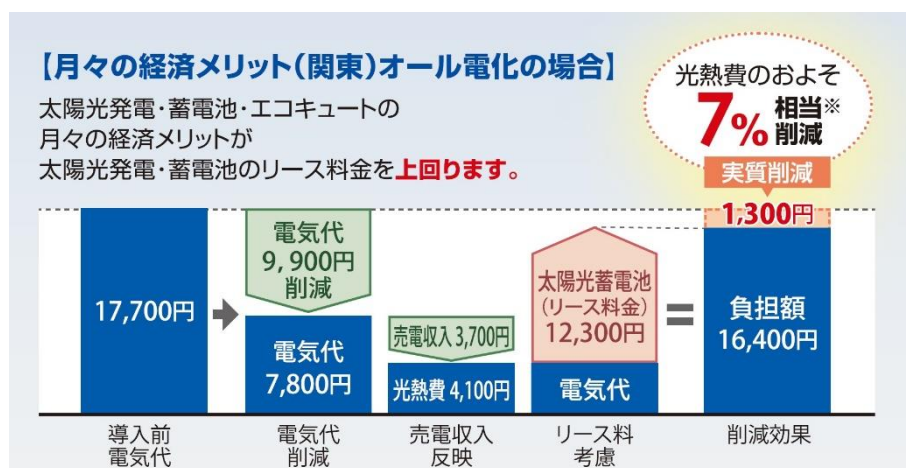 【月々の経済メリット（関東）オール電化の場合】
太陽光発電・蓄電池・エコキュートの
月々の経済メリットが
太陽光発電・蓄電池のリース料金を上回ります。
光熱費のおよそ
7%相当※削減
実質削減
1,300円
17,700円
電気代
9,900円
削減
電気代
7,800円
売電収入3,700円
光熱費4,100円
太陽光蓄電池
（リース料金）
12,300円
電気代
=
負担額
16,400円
導入前
電気代
電気代
削減
売電収入
反映
リース料
考慮
削減効果